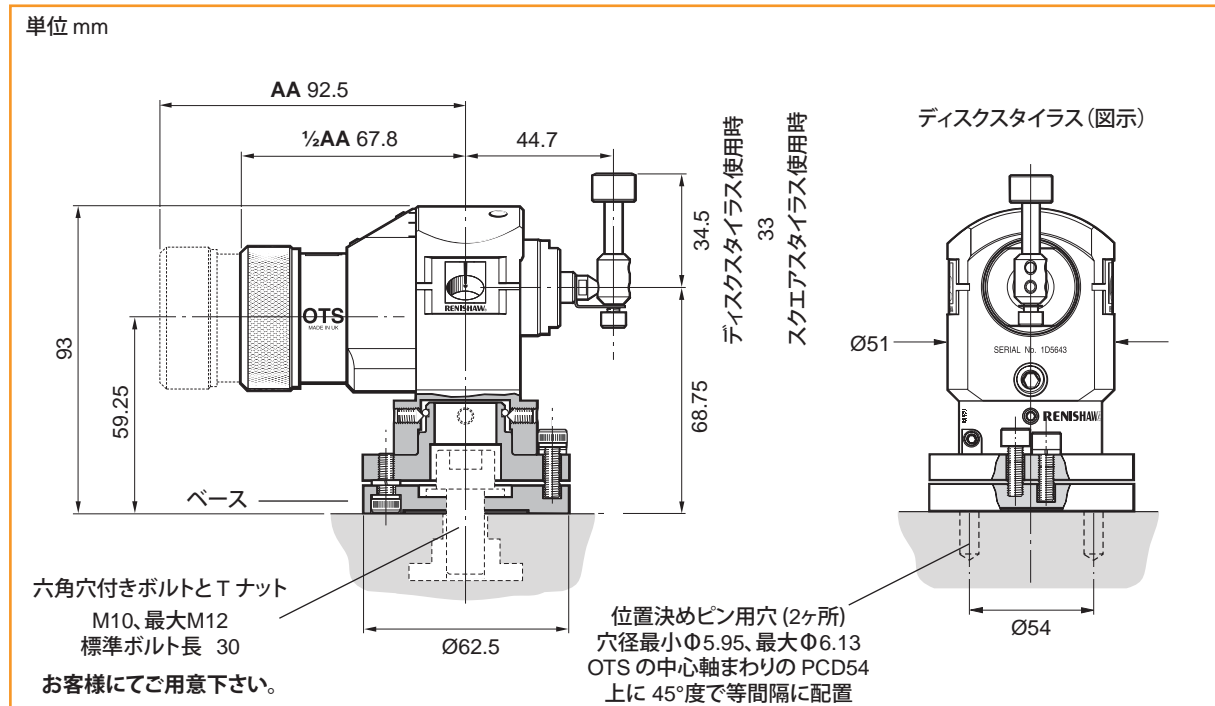 単位 mm
AA 92.5
½AA 67.8
44.7
34.5
ディスクスタイラス使用時
33
スクエアスタイラス使用時
ディスクスタイラス（図示）
93
59.25
OTS
MADE IN UK
RENISHAW
68.75
Ø51
SERIAL No. 1D5643
RENISHAW
ベース
六角穴付きボルトと T ナット
M10、最大M12
標準ボルト長 30
お客様にてご用意下さい。
Ø62.5
位置決めピン用穴 (2ヶ所)
穴径最小Φ5.95、最大Φ6.13
OTS の中心軸まわりの PCD54
上に 45°度で等間隔に配置
Ø54